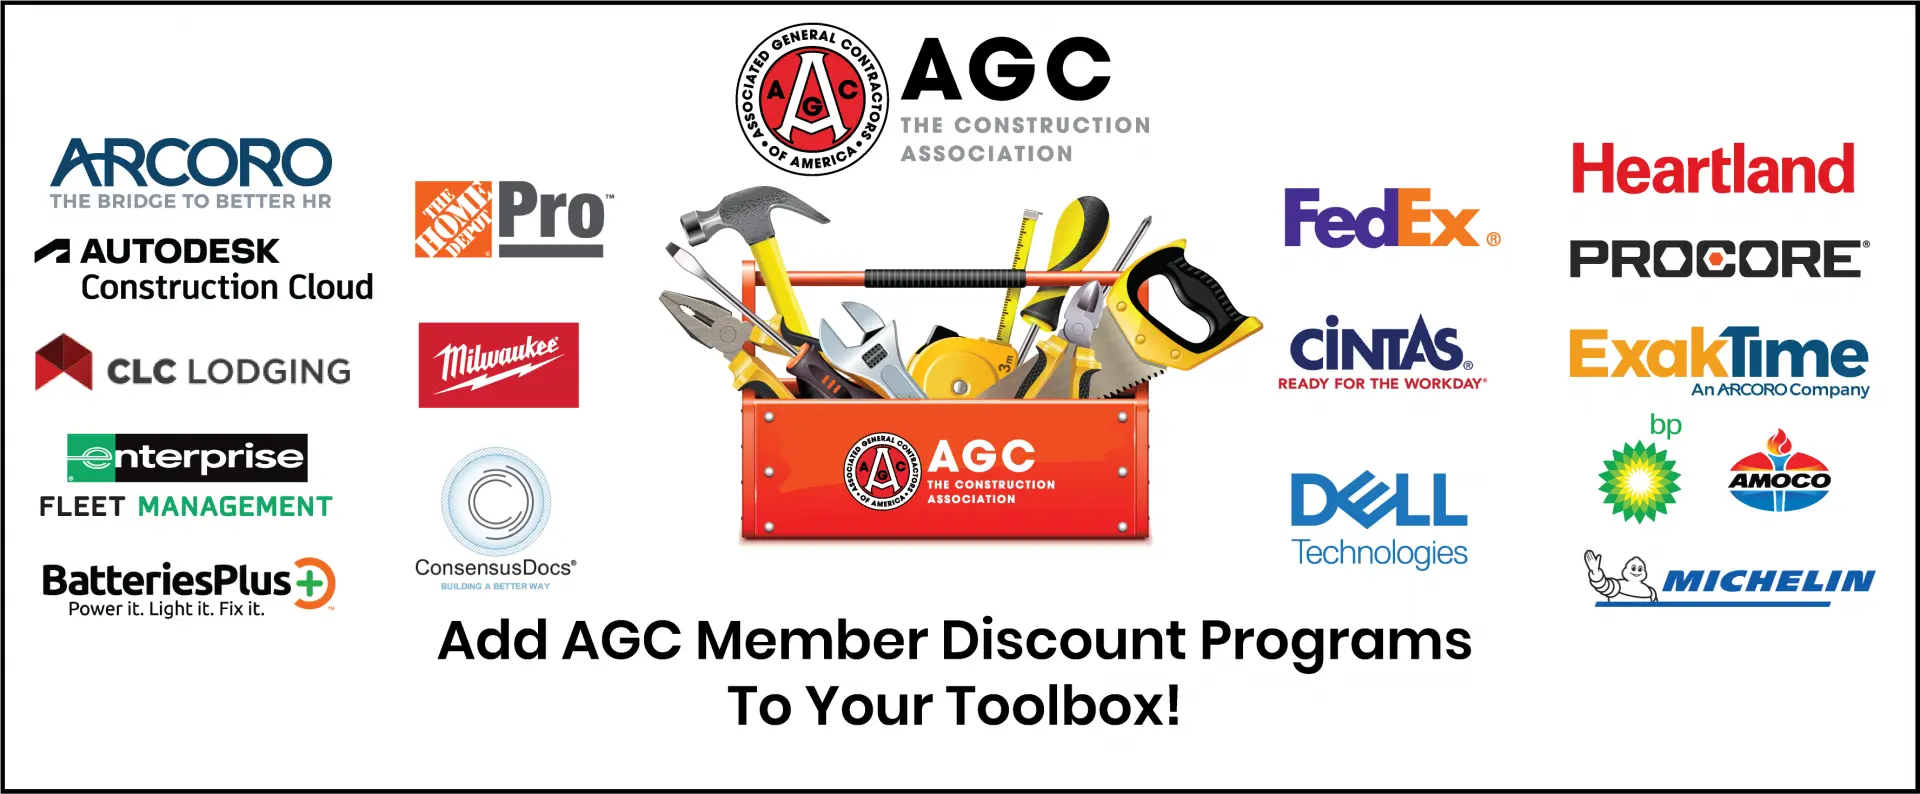 ASSOCIATED GENERAL CONTRACTORS
• OF AMERICA •
A G C
AGC
THE CONSTRUCTION
ASSOCIATION
ARCORO
THE BRIDGE TO BETTER HR
AUTODESK
Construction Cloud
CLC LODGING
enterprise
FLEET MANAGEMENT
BatteriesPlus+
Power it. Light it. Fix it.
THE HOME DEPOT Pro™
Milwaukee®
ConsensusDocs®
BUILDING A BETTER WAY
3m
ASSOCIATED GENERAL CONTRACTORS
• OF AMERICA •
A G C
AGC
THE CONSTRUCTION
ASSOCIATION
FedEx®
CINTAS®
READY FOR THE WORKDAY®
DELL
Technologies
Heartland
PROCORE®
ExakTime
An ARCORO Company
bp
AMOCO
MICHELIN
Add AGC Member Discount Programs
To Your Toolbox!